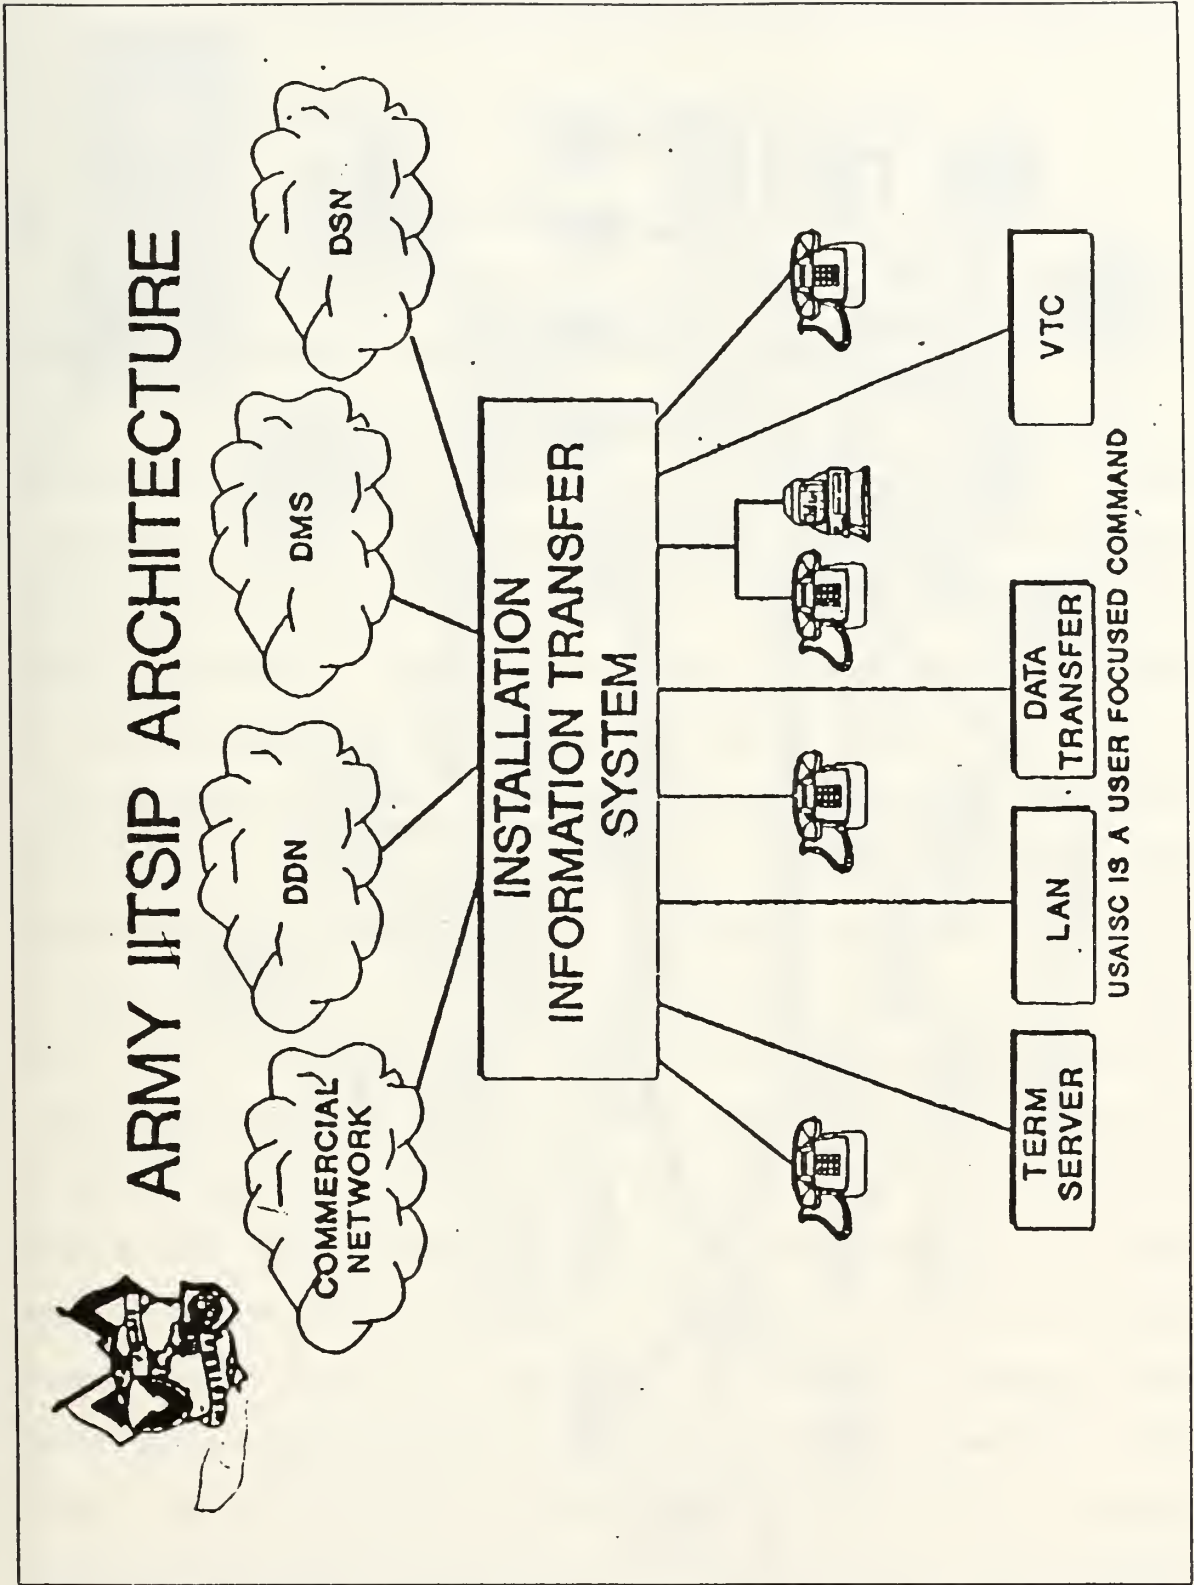 ARMY IITSIP ARCHITECTURE
COMMERCIAL
NETWORK
DDN
DMS
DSN
INSTALLATION
INFORMATION TRANSFER
SYSTEM
TERM
SERVER
LAN
DATA
TRANSFER
VTC
USAISC IS A USER FOCUSED COMMAND